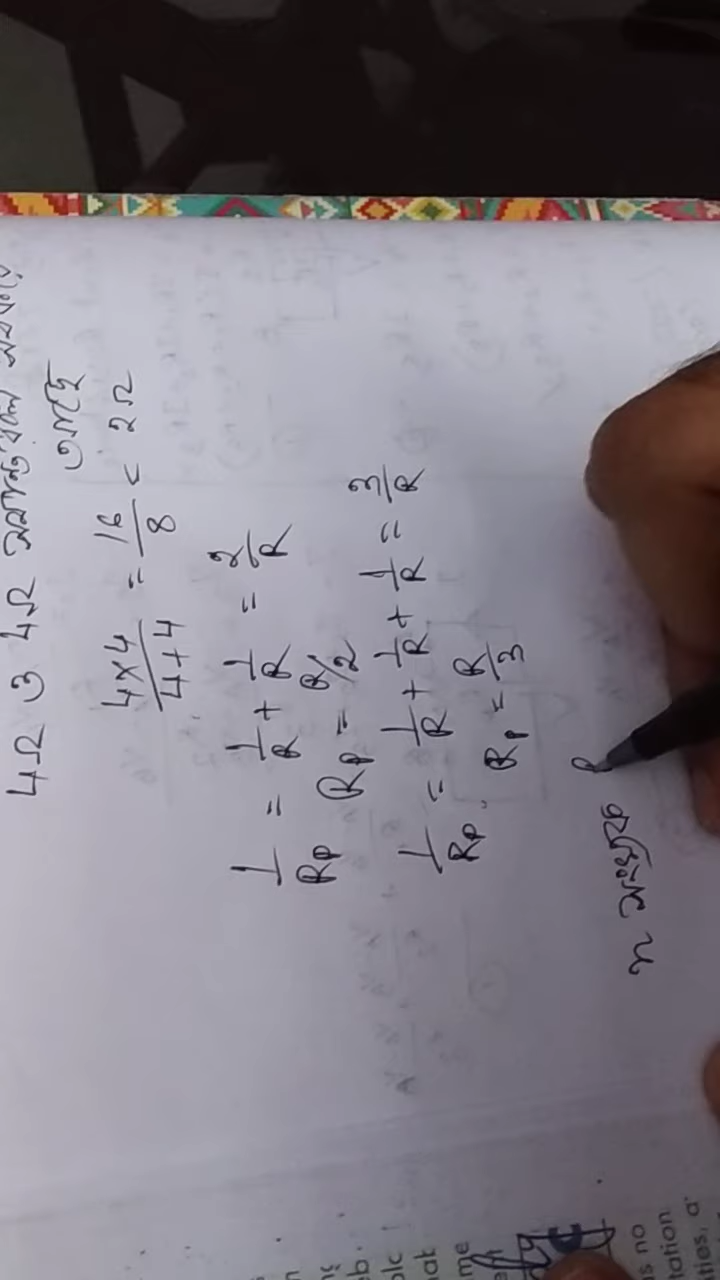 4Ω ও 4Ω সমান্তরাল সমবায়ে
4×4/4+4 = 16/8 = 2Ω
1/Rp = 1/R + 1/R = 2/R
Rp = R/2
1/Rp = 1/R + 1/R + 1/R = 3/R
Rp = R/3
n সংখ্যক R